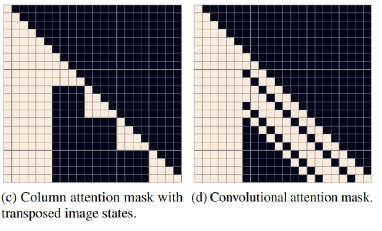 (c) Column attention mask with
transposed image states.
(d) Convolutional attention mask.